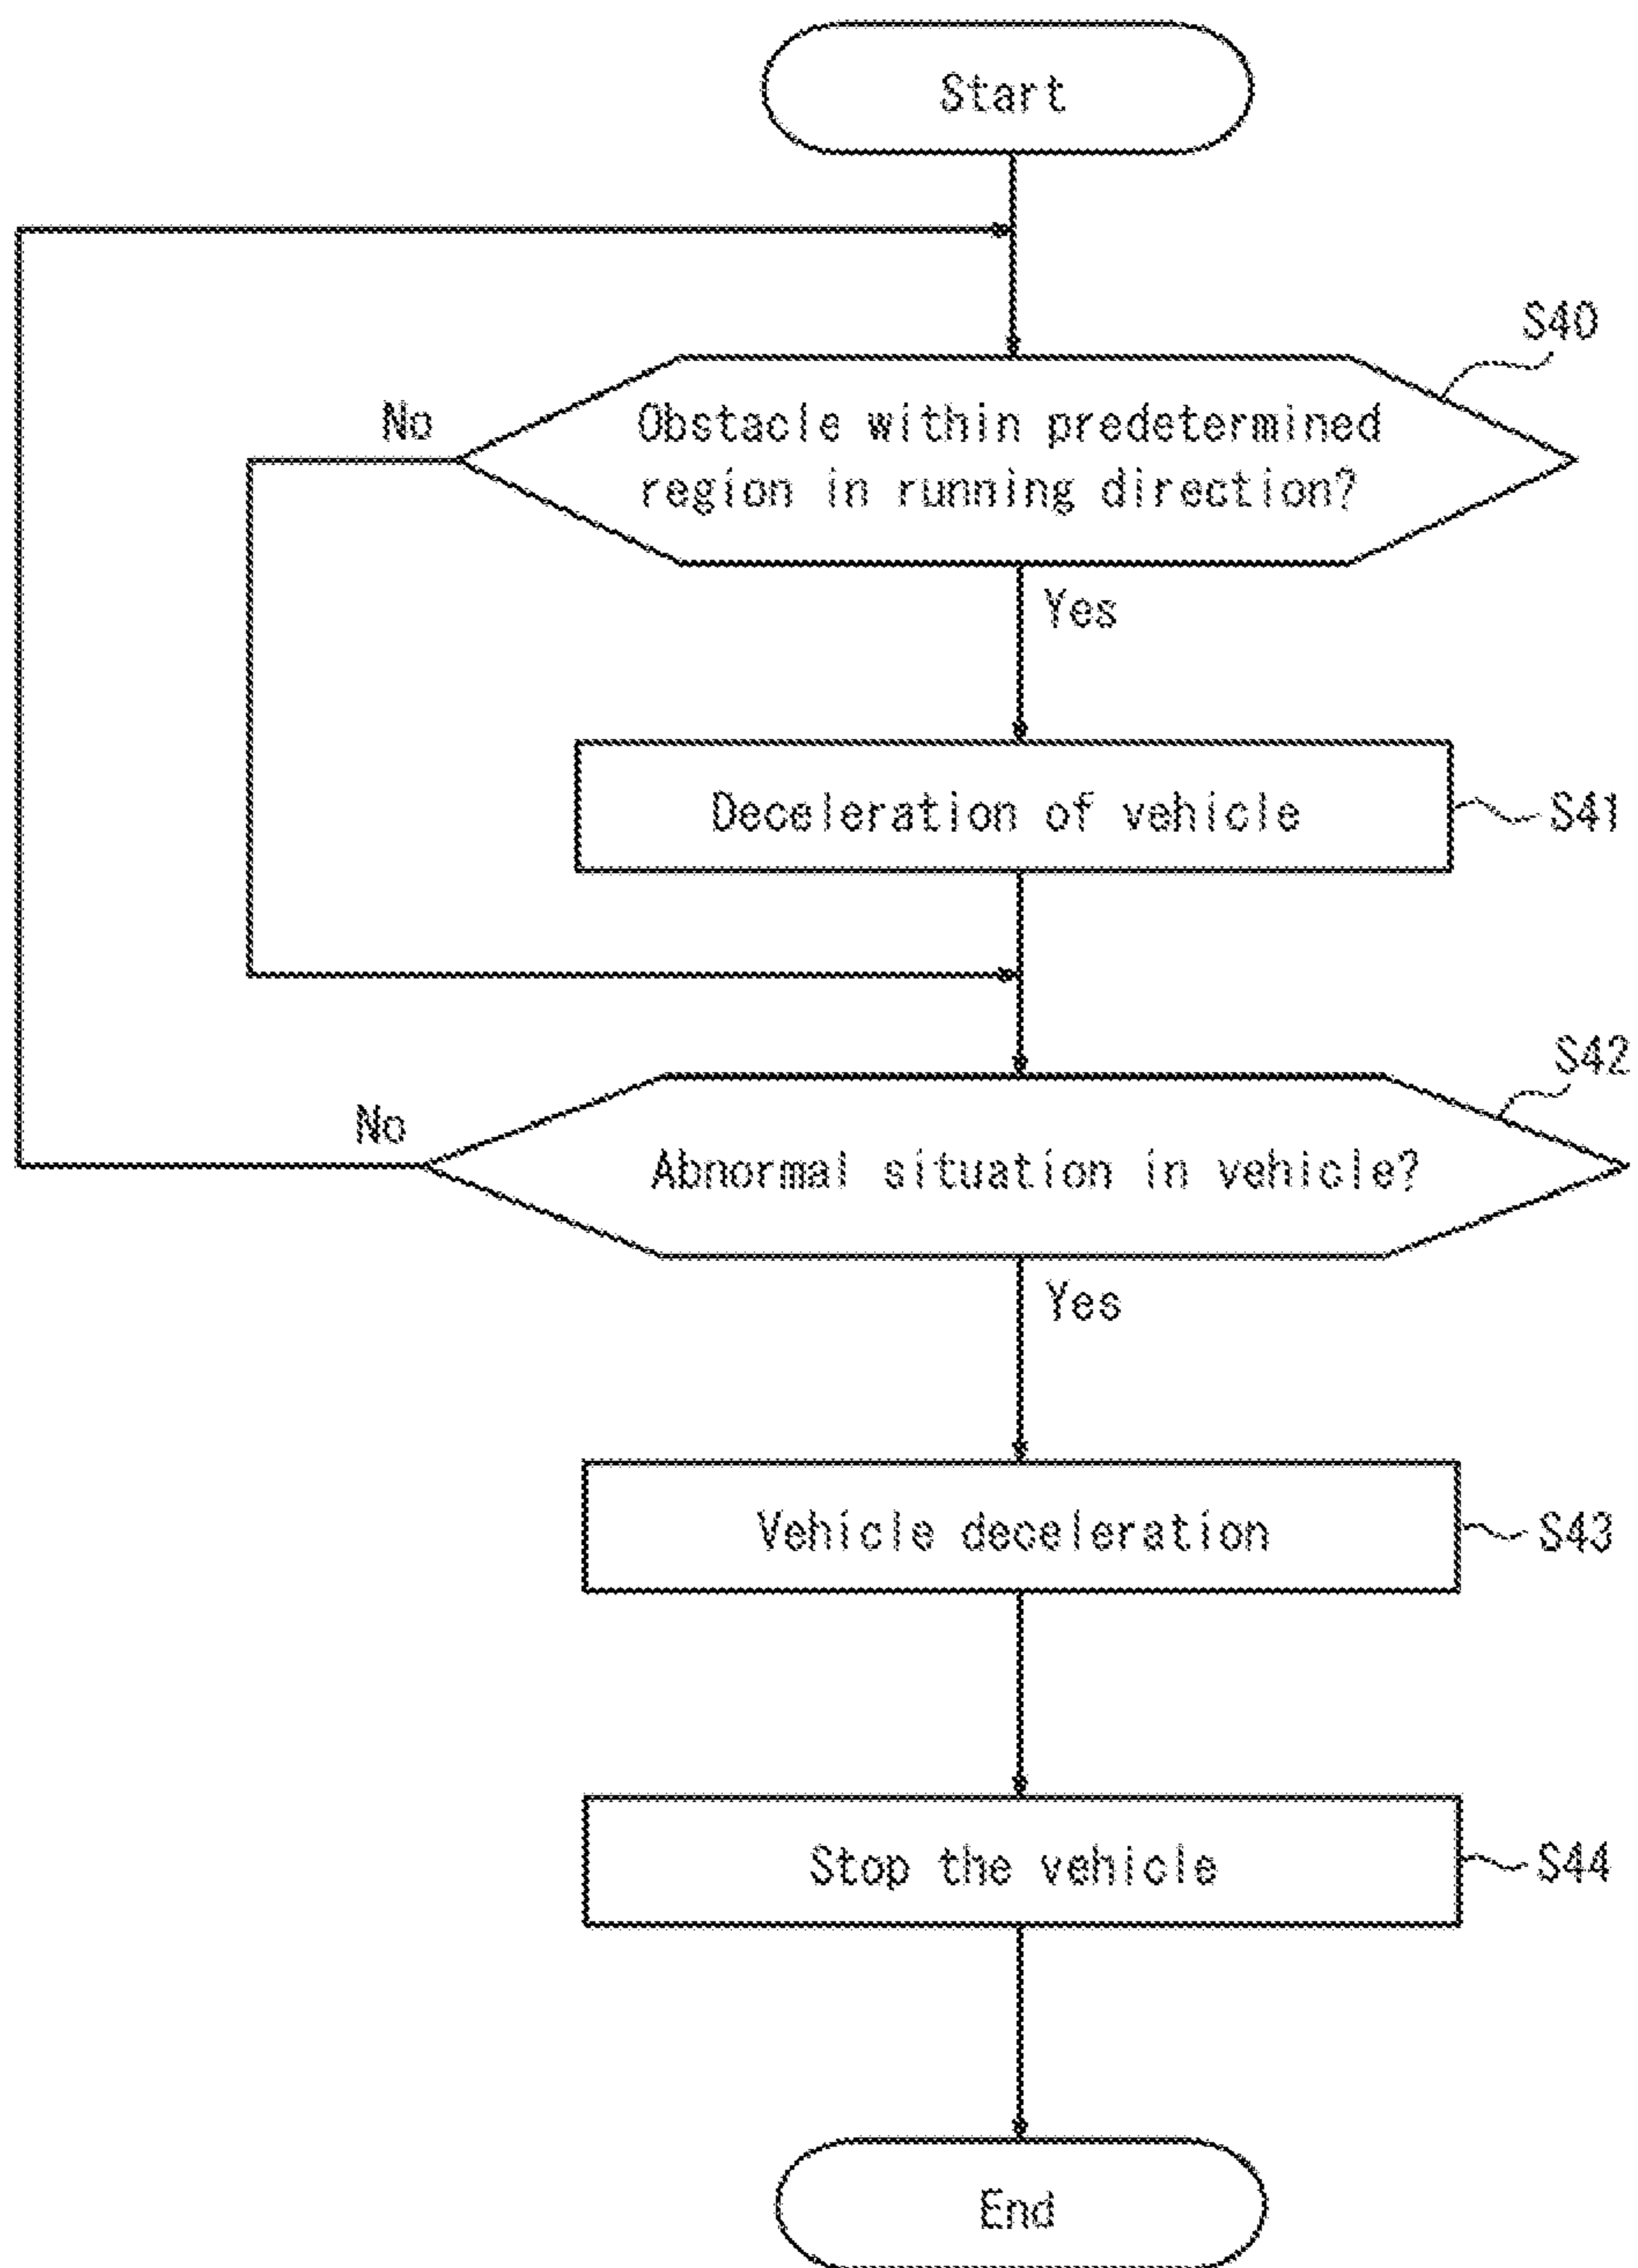 Start
S40
No
Obstacle within predetermined
region in running direction?
Yes
Deceleration of vehicle
S41
S42
No
Abnormal situation in vehicle?
Yes
Vehicle deceleration
S43
Stop the vehicle
S44
End